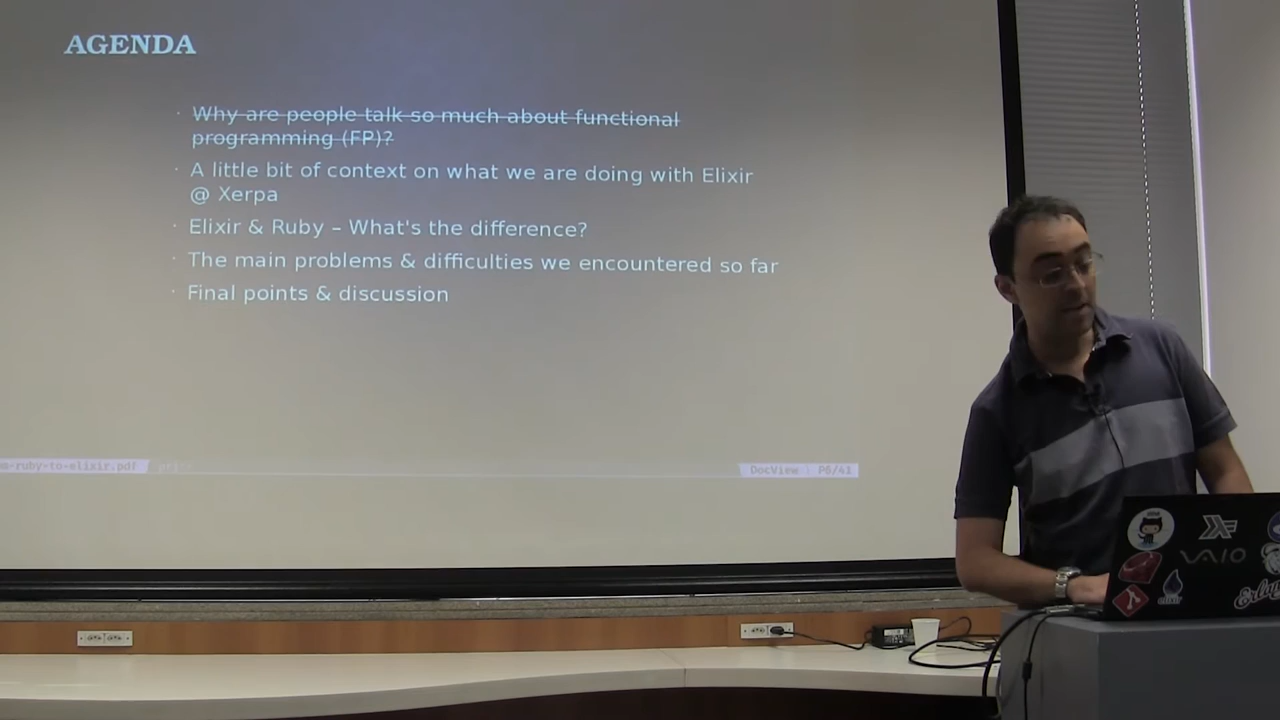 AGENDA
· Why are people talk so much about functional
programming (FP)?
· A little bit of context on what we are doing with Elixir
@ Xerpa
· Elixir & Ruby – What's the difference?
· The main problems & difficulties we encountered so far
· Final points & discussion
m-ruby-to-elixir.pdf
DocView P6/41
VAIO
elixir